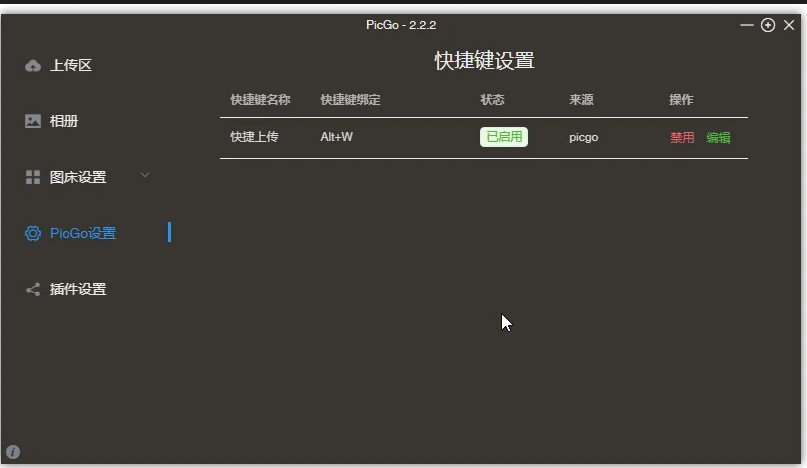 PicGo - 2.2.2
上传区
相册
图床设置
PicGo设置
插件设置
快捷键设置
快捷键名称 快捷键绑定 状态 来源 操作
快捷上传 Alt+W 已启用 picgo 禁用 编辑